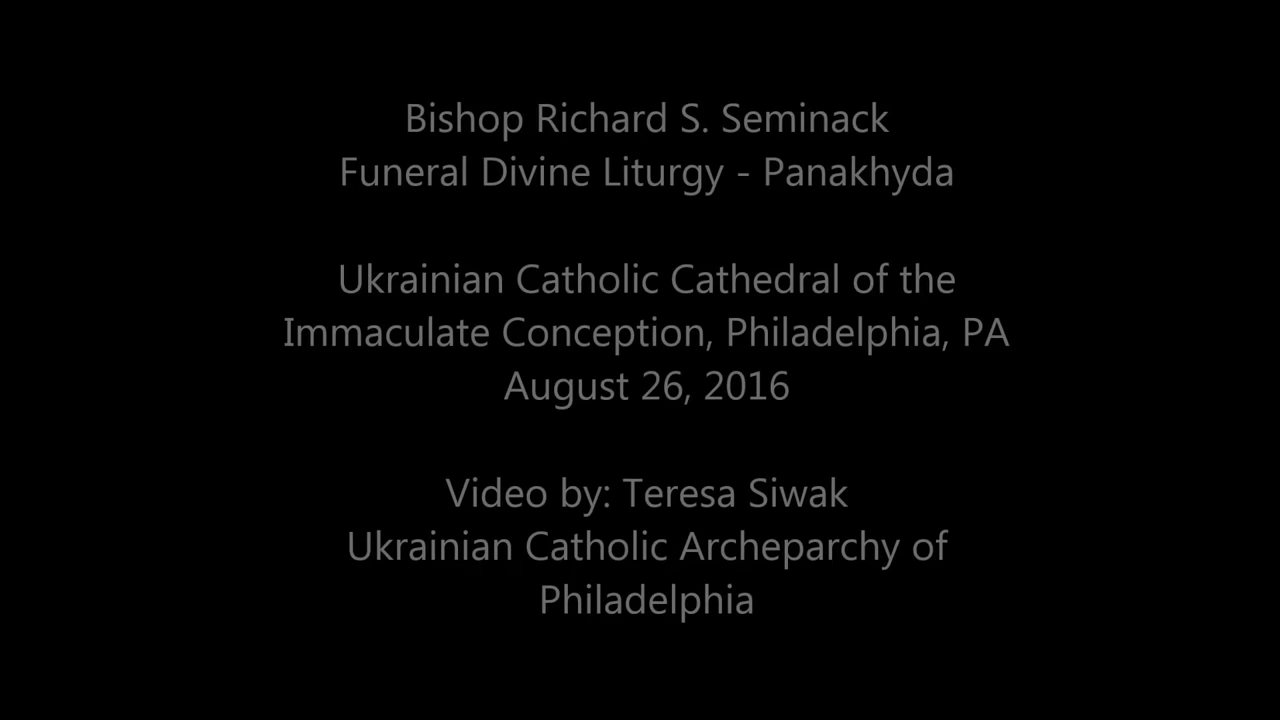 Bishop Richard S. Seminack
Funeral Divine Liturgy - Panakhyda
Ukrainian Catholic Cathedral of the
Immaculate Conception, Philadelphia, PA
August 26, 2016
Video by: Teresa Siwak
Ukrainian Catholic Archeparchy of
Philadelphia